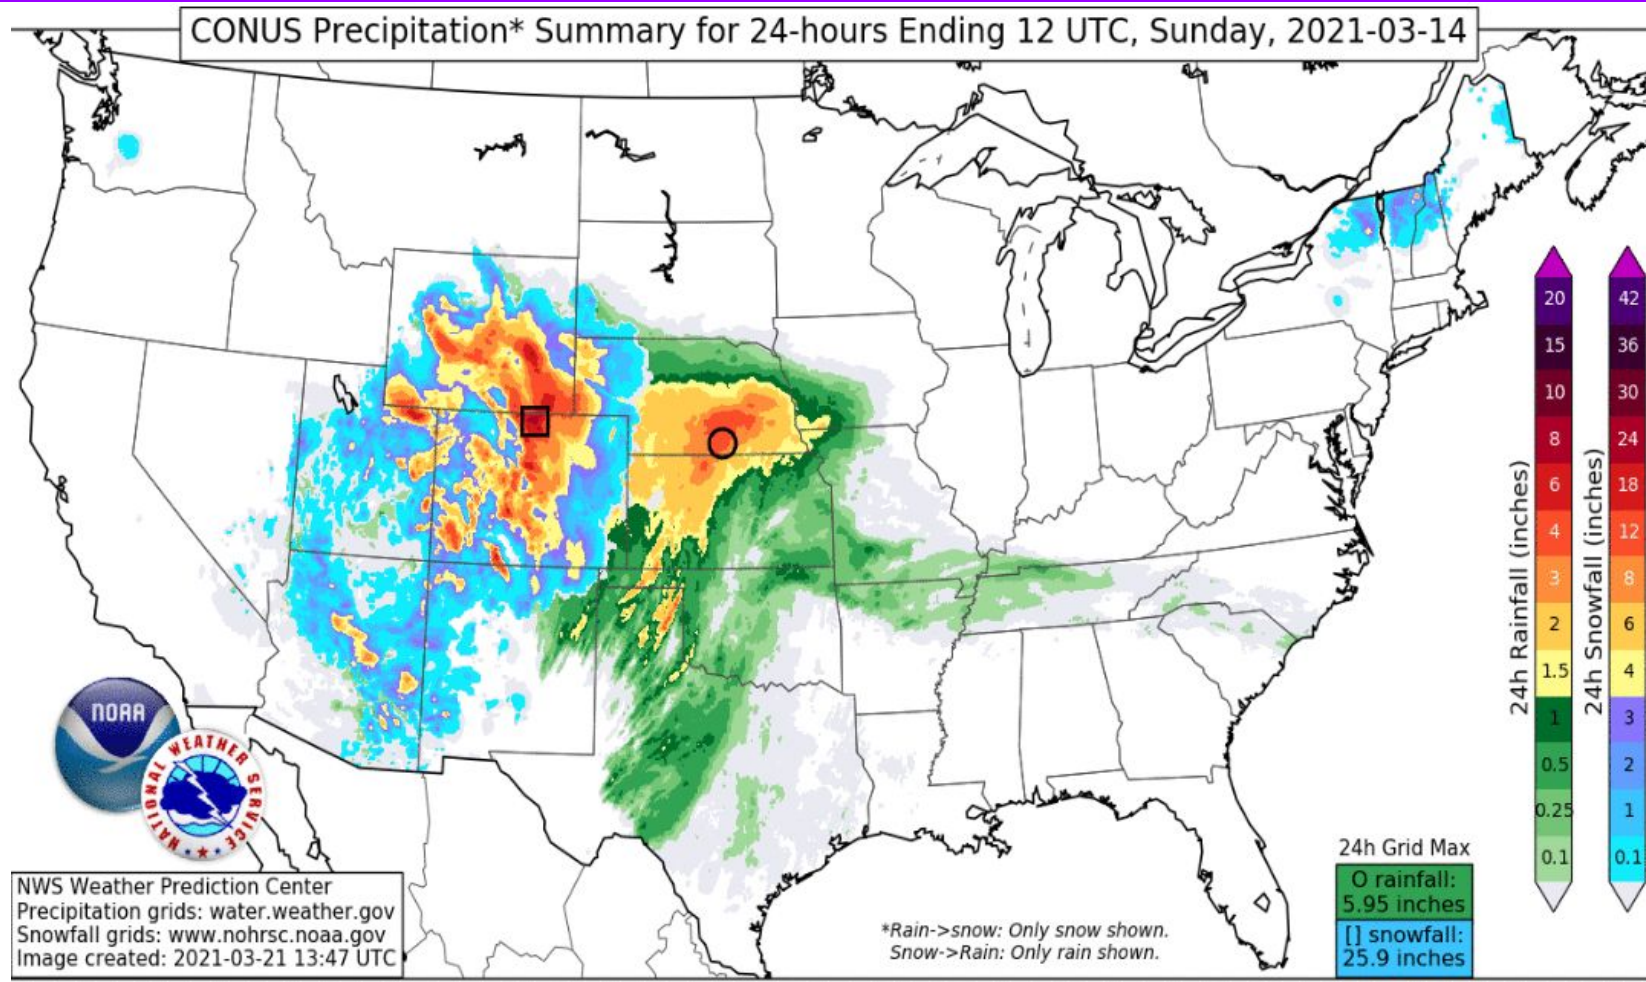 CONUS Precipitation* Summary for 24-hours Ending 12 UTC, Sunday, 2021-03-14
NOAA
NATIONAL WEATHER SERVICE
NWS Weather Prediction Center
Precipitation grids: water.weather.gov
Snowfall grids: www.nohrsc.noaa.gov
Image created: 2021-03-21 13:47 UTC
*Rain->snow: Only snow shown.
Snow->Rain: Only rain shown.
24h Grid Max
O rainfall:
5.95 inches
[] snowfall:
25.9 inches
24h Rainfall (inches)
20
15
10
8
6
4
3
2
1.5
1
0.5
0.25
0.1
24h Snowfall (inches)
42
36
30
24
18
12
8
6
4
3
2
1
0.1